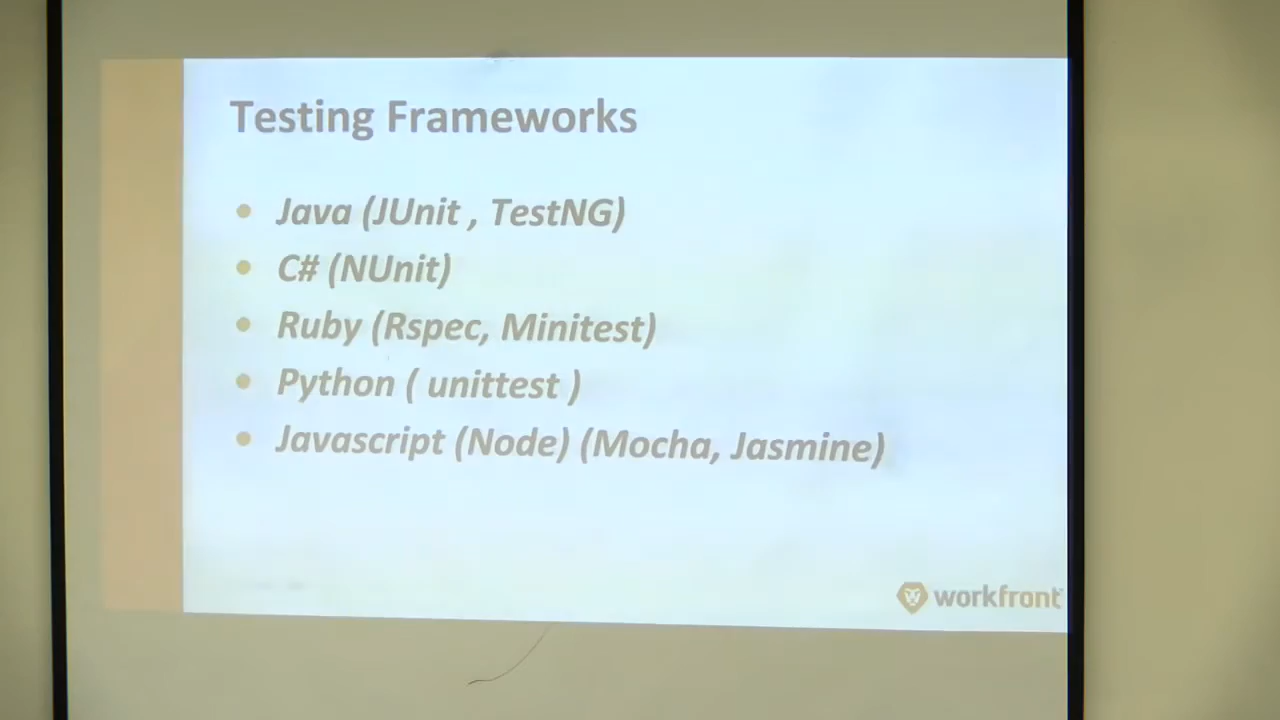 Testing Frameworks
Java (JUnit , TestNG)
C# (NUnit)
Ruby (Rspec, Minitest)
Python ( unittest )
Javascript (Node) (Mocha, Jasmine)
workfront